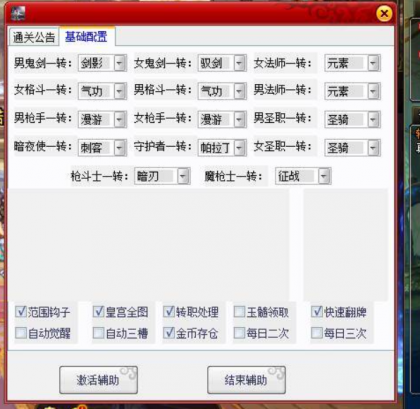 通关公告 基础配置
男鬼剑一转: 剑影 女鬼剑一转: 驭剑 女法师一转: 元素
女格斗一转: 气功 男格斗一转: 气功 男法师一转: 元素
男枪手一转: 漫游 女枪手一转: 漫游 男圣职一转: 圣骑
暗夜使一转: 刺客 守护者一转: 帕拉丁 女圣职一转: 圣骑
枪斗士一转: 暗刃 魔枪士一转: 征战
范围钩子 皇宫全图 转职处理 玉髓领取 快速翻牌
自动觉醒 自动三槽 金币存仓 每日二次 每日三次
激活辅助 结束辅助